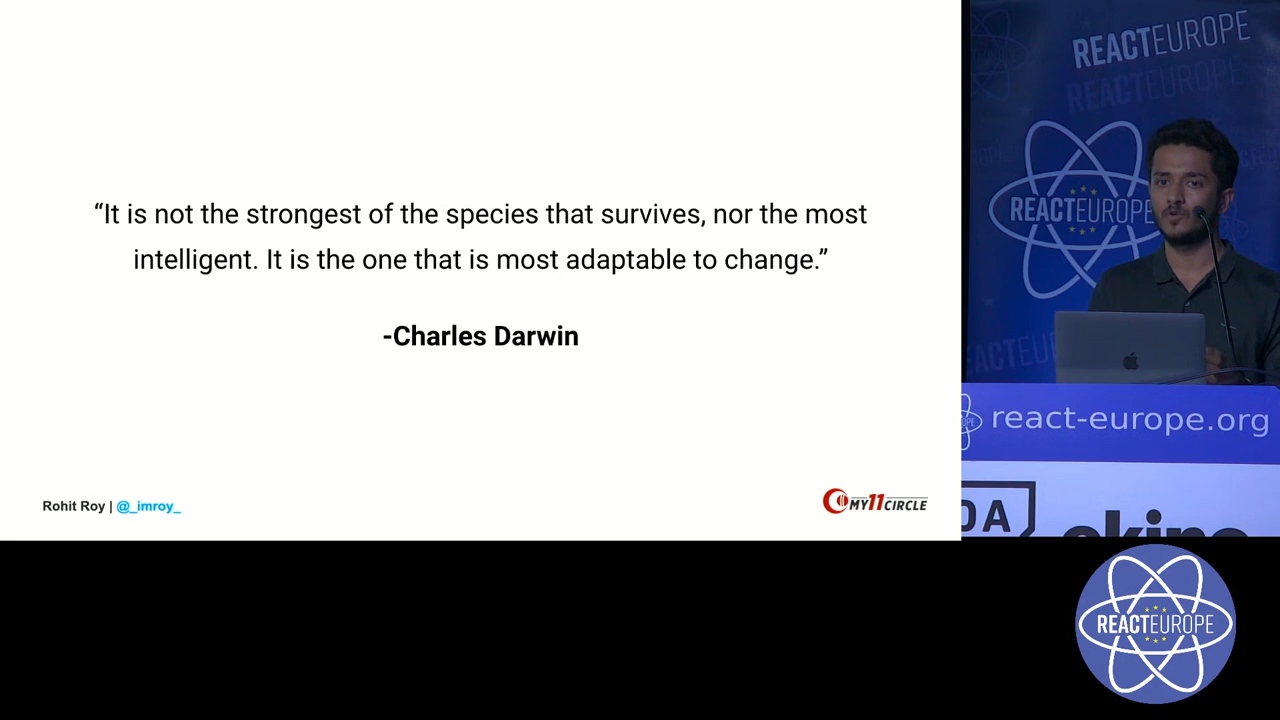 “It is not the strongest of the species that survives, nor the most
intelligent. It is the one that is most adaptable to change.”
-Charles Darwin
Rohit Roy | @_imroy_
MY11CIRCLE
REACTEUROPE
REACTEUROPE
REACTEUROPE
react-europe.org
REACTEUROPE